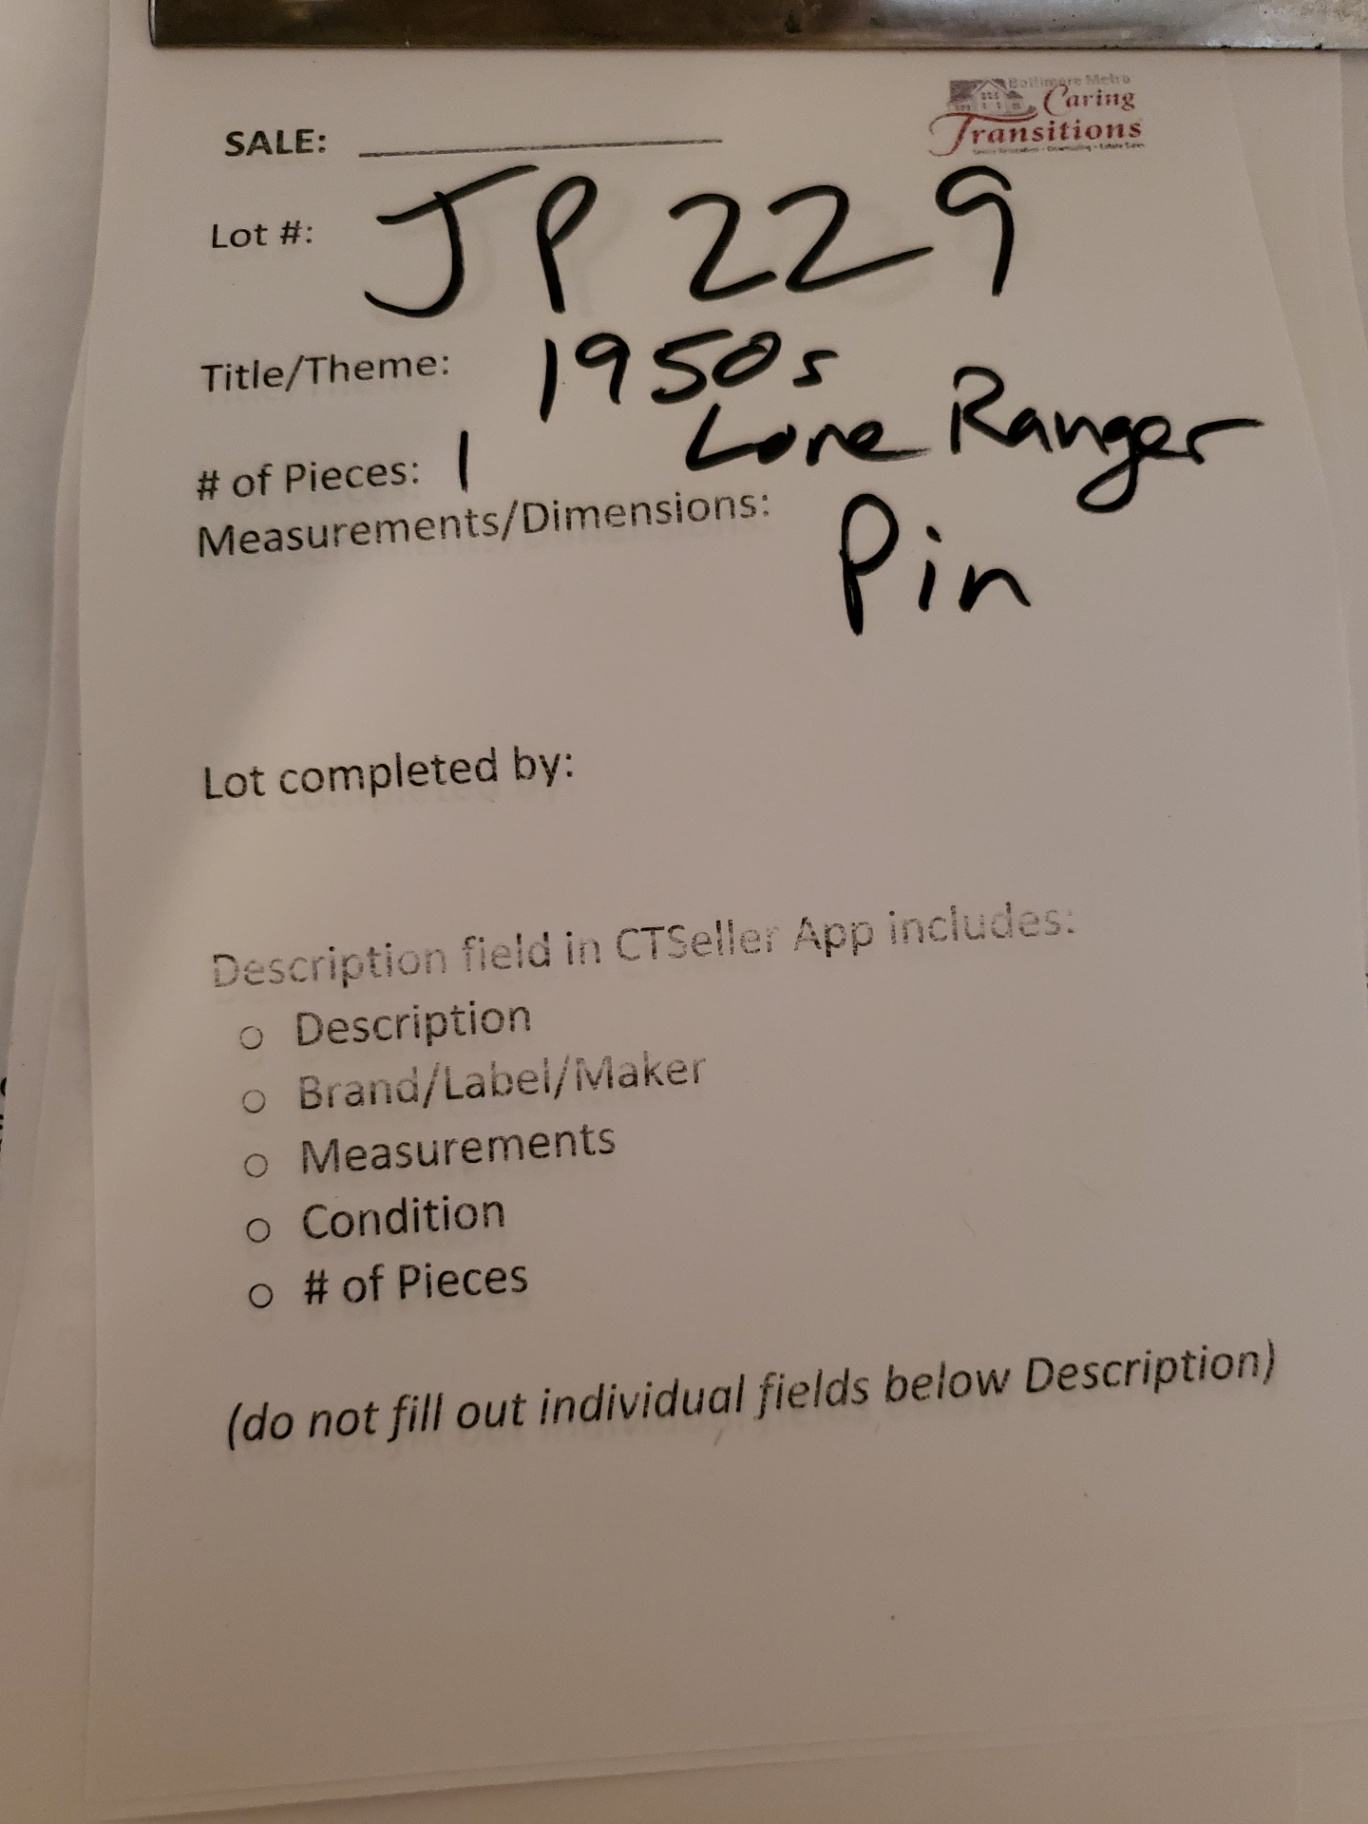 Baltimore Metro
Caring
Transitions
SALE:
Lot #: JP 229
Title/Theme: 1950s
Lone Ranger
# of Pieces: 1
Measurements/Dimensions:
Pin
Lot completed by:
Description field in CTSeller App includes:
o Description
o Brand/Label/Maker
o Measurements
o Condition
o # of Pieces
(do not fill out individual fields below Description)